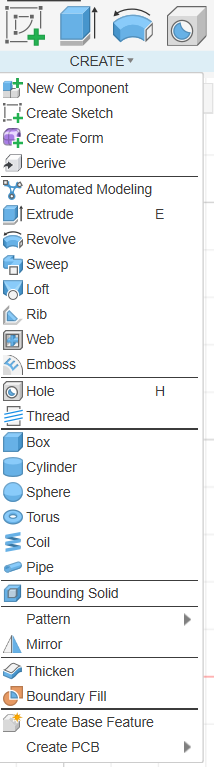 CREATE
New Component
Create Sketch
Create Form
Derive
Automated Modeling
Extrude E
Revolve
Sweep
Loft
Rib
Web
Emboss
Hole H
Thread
Box
Cylinder
Sphere
Torus
Coil
Pipe
Bounding Solid
Pattern
Mirror
Thicken
Boundary Fill
Create Base Feature
Create PCB